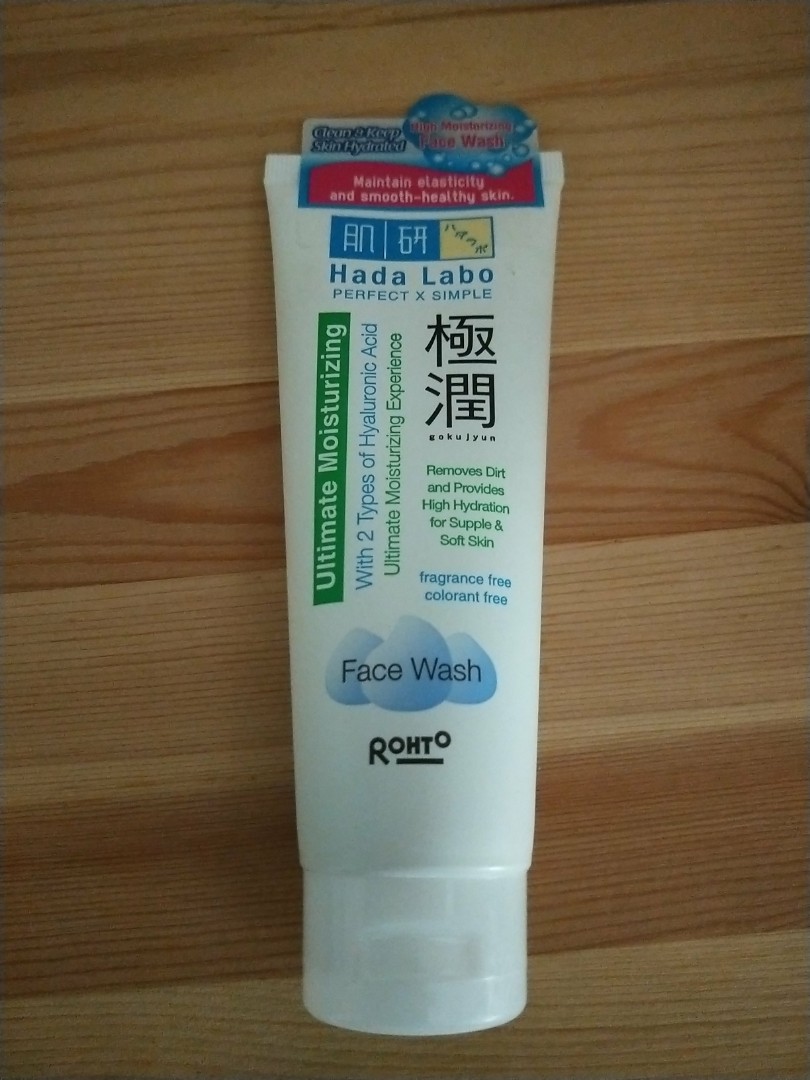 Clean & Keep
Skin Hydrated
High Moisturizing
Face Wash
Maintain elasticity
and smooth-healthy skin.
肌研
ハダラボ
Hada Labo
PERFECT X SIMPLE
Ultimate Moisturizing
With 2 Types of Hyaluronic Acid
Ultimate Moisturizing Experience
極
潤
gokujyun
Removes Dirt
and Provides
High Hydration
for Supple &
Soft Skin
fragrance free
colorant free
Face Wash
ROHTO